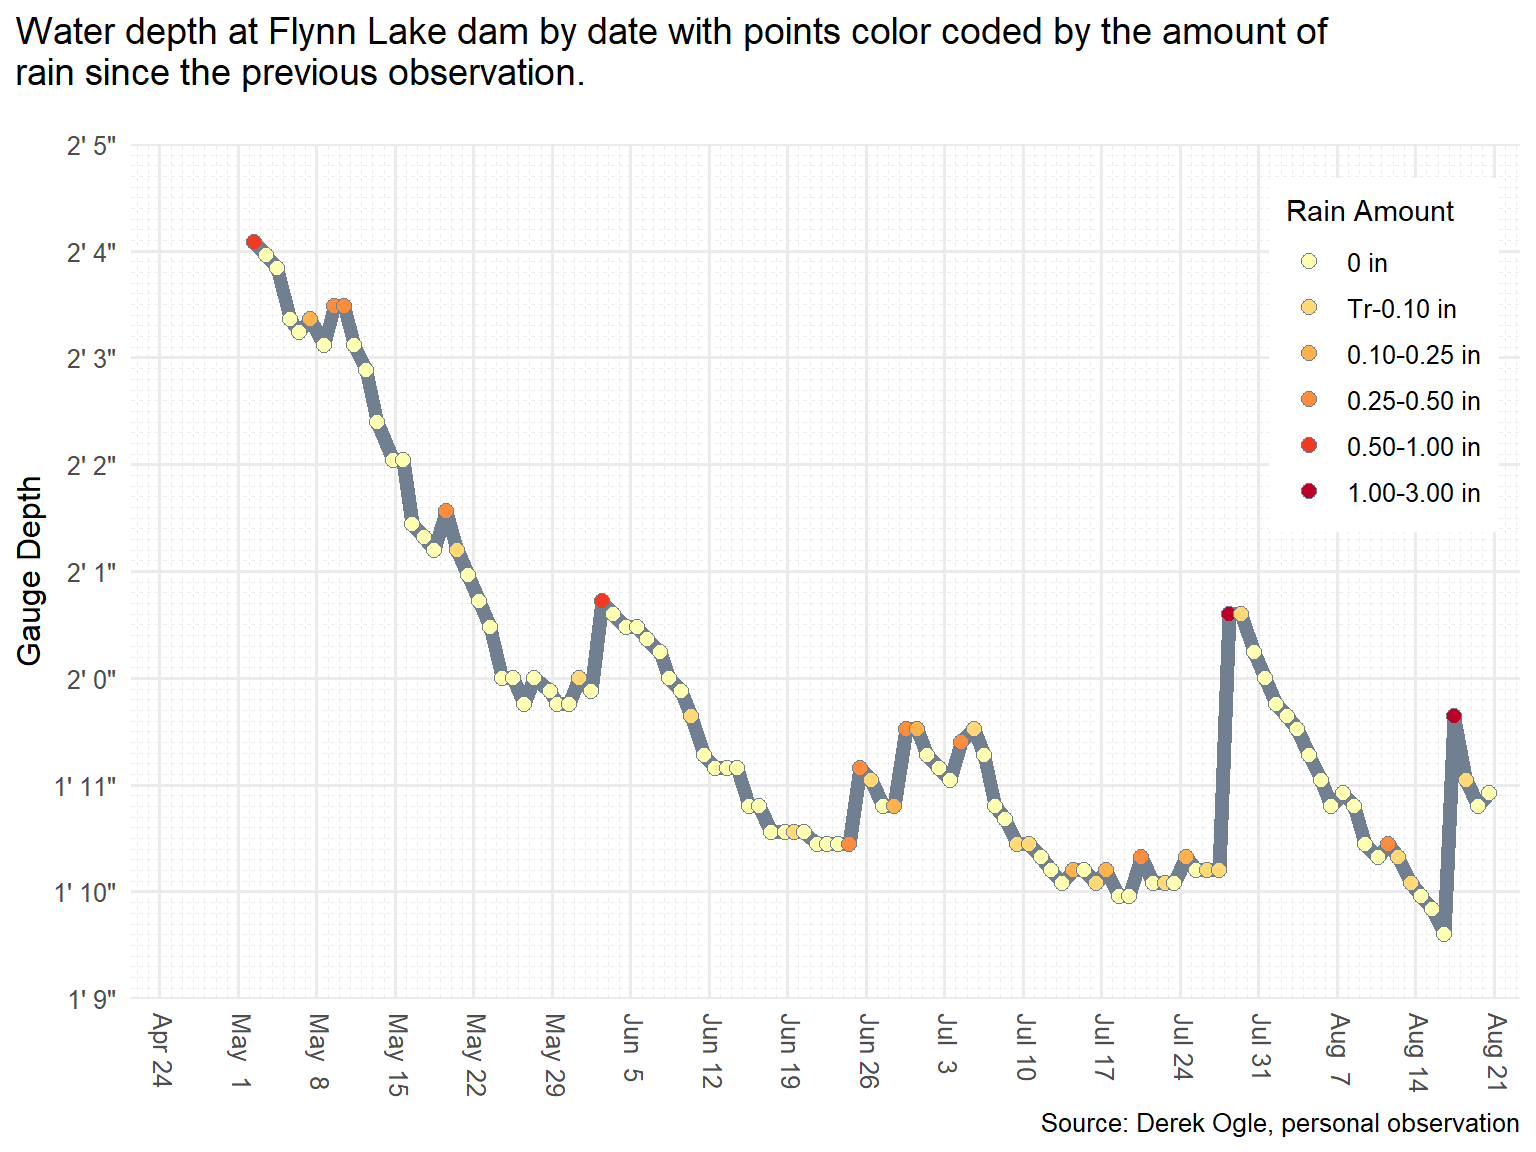 Water depth at Flynn Lake dam by date with points color coded by the amount of
rain since the previous observation.
2' 5"
2' 4"
2' 3"
2' 2"
2' 1"
2' 0"
1' 11"
1' 10"
1' 9"
Gauge Depth
Rain Amount
0 in
Tr-0.10 in
0.10-0.25 in
0.25-0.50 in
0.50-1.00 in
1.00-3.00 in
Apr 24
May 1
May 8
May 15
May 22
May 29
Jun 5
Jun 12
Jun 19
Jun 26
Jul 3
Jul 10
Jul 17
Jul 24
Jul 31
Aug 7
Aug 14
Aug 21
Source: Derek Ogle, personal observation